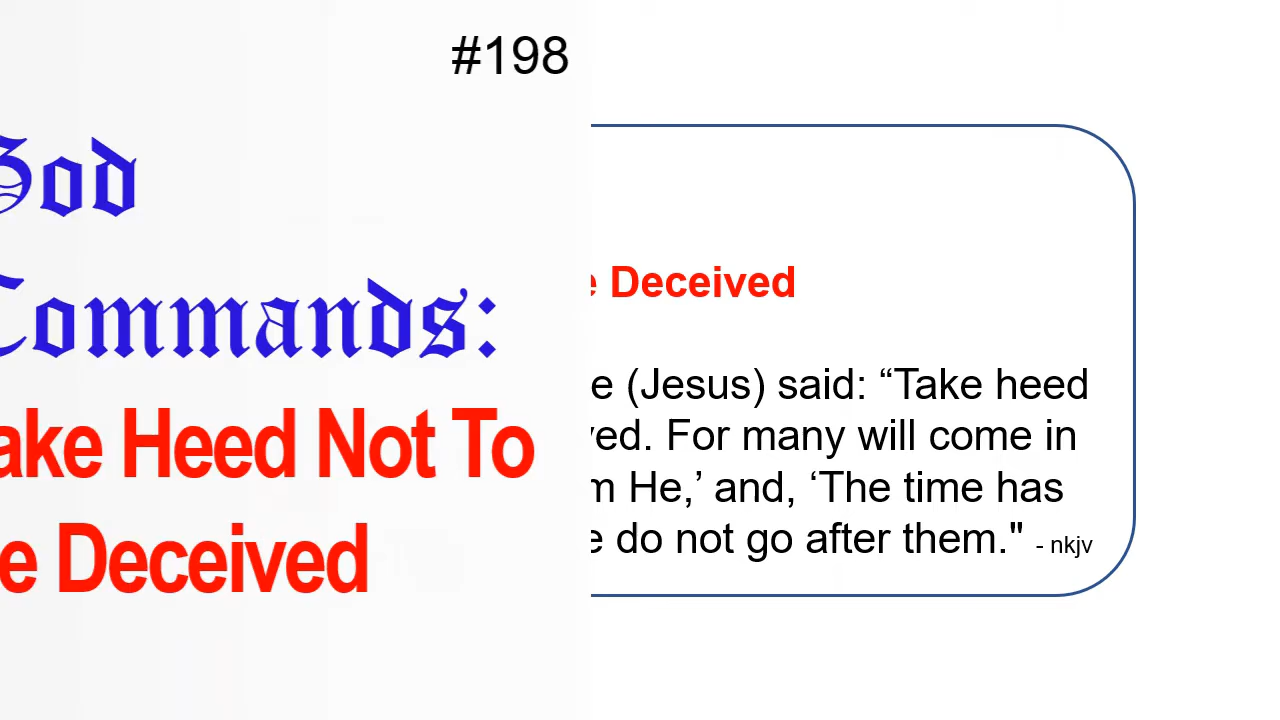 #198
God
Commands:
ake Heed Not To
e Deceived
e Deceived
e (Jesus) said: “Take heed
ved. For many will come in
m He,’ and, ‘The time has
e do not go after them." - nkjv